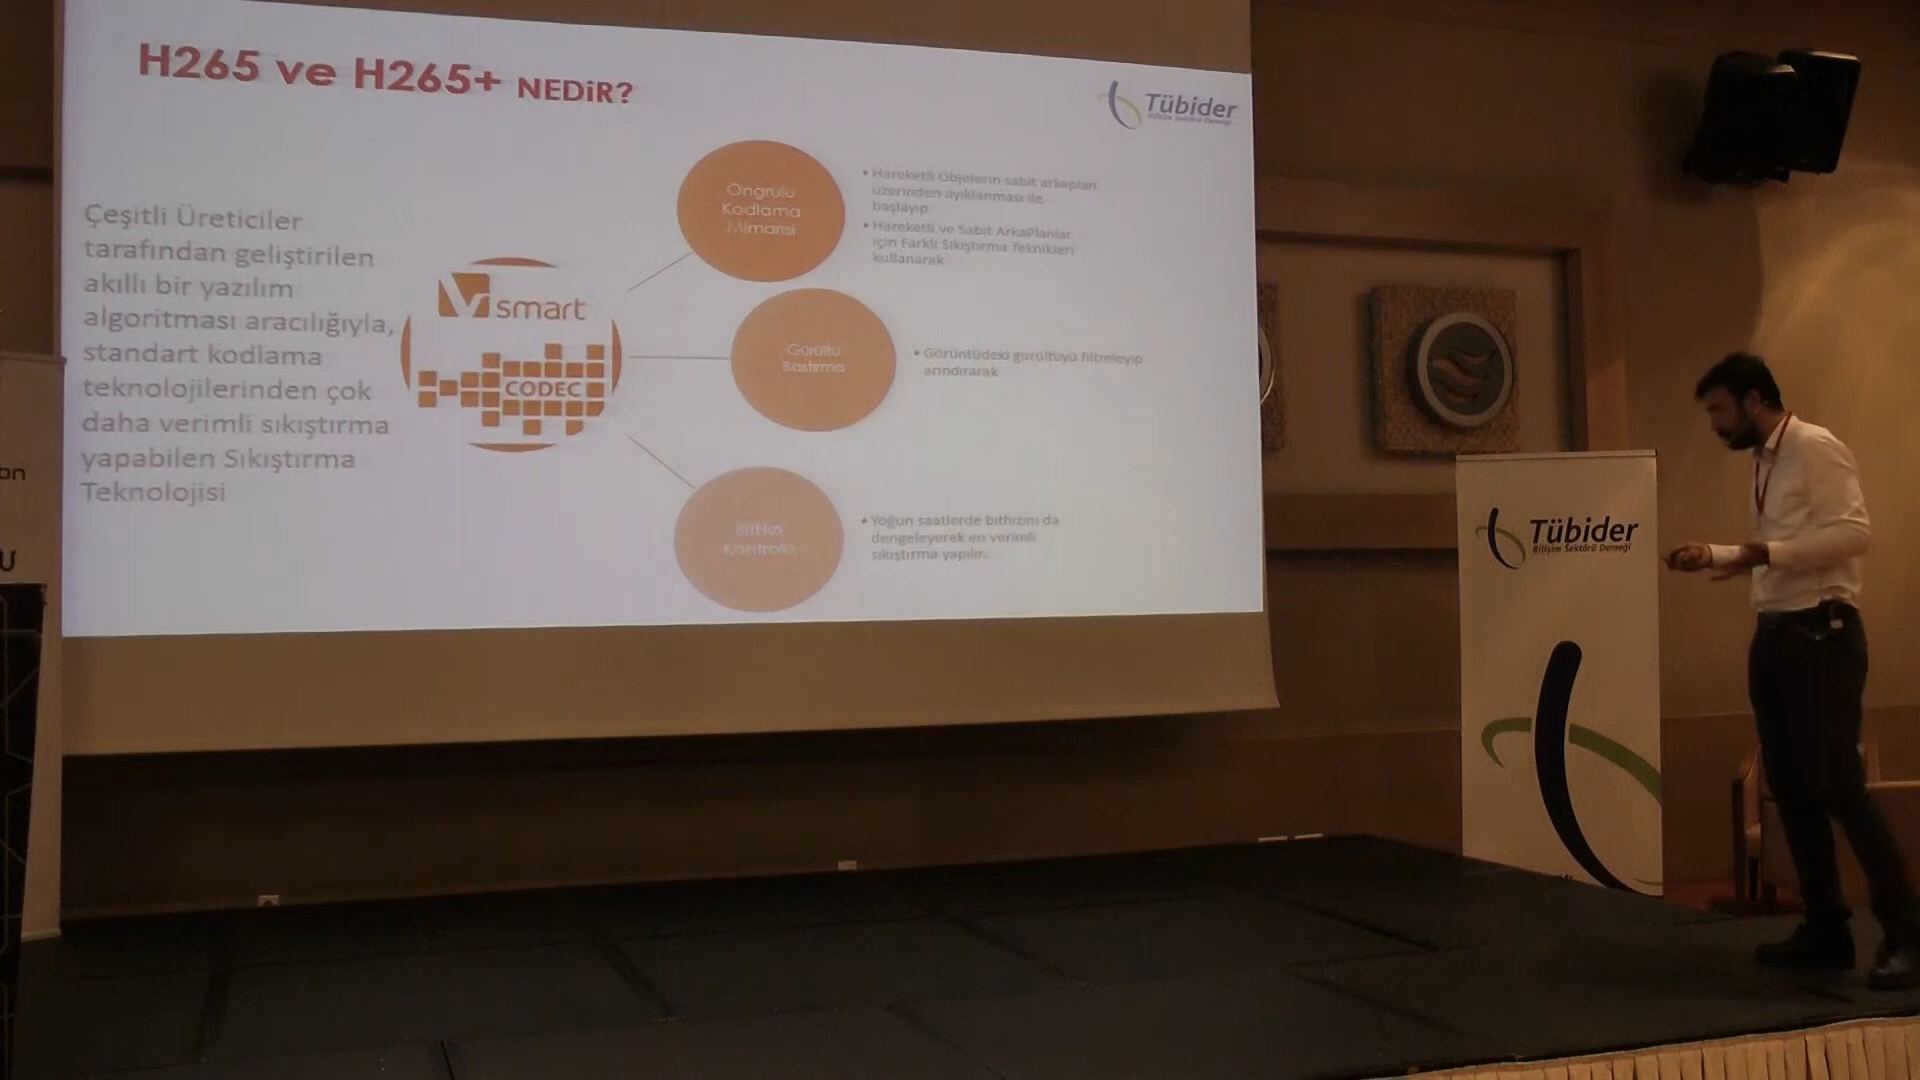 H265 ve H265+ NEDİR?
Tübider
Bilişim Sektörü Derneği
Çeşitli Üreticiler
tarafından geliştirilen
akıllı bir yazılım
algoritması aracılığıyla,
standart kodlama
teknolojilerinden çok
daha verimli sıkıştırma
yapabilen Sıkıştırma
Teknolojisi
smart
CODEC
Öngrülü
Kodlama
Mimarisi
• Hareketli Objelerin sabit arkaplan
üzerinden ayıklanması ile
başlayıp
• Hareketli ve Sabit ArkaPlanlar
için Farklı Sıkıştırma Teknikleri
kullanarak
Gürültü
Bastırma
• Görüntüdeki gürültüyü filtreleyip
arındırarak
BitHızı
Kontrolü
• Yoğun saatlerde bithızını da
dengeleyerek en verimli
sıkıştırma yapılır.
Tübider
Bilişim Sektörü Derneği